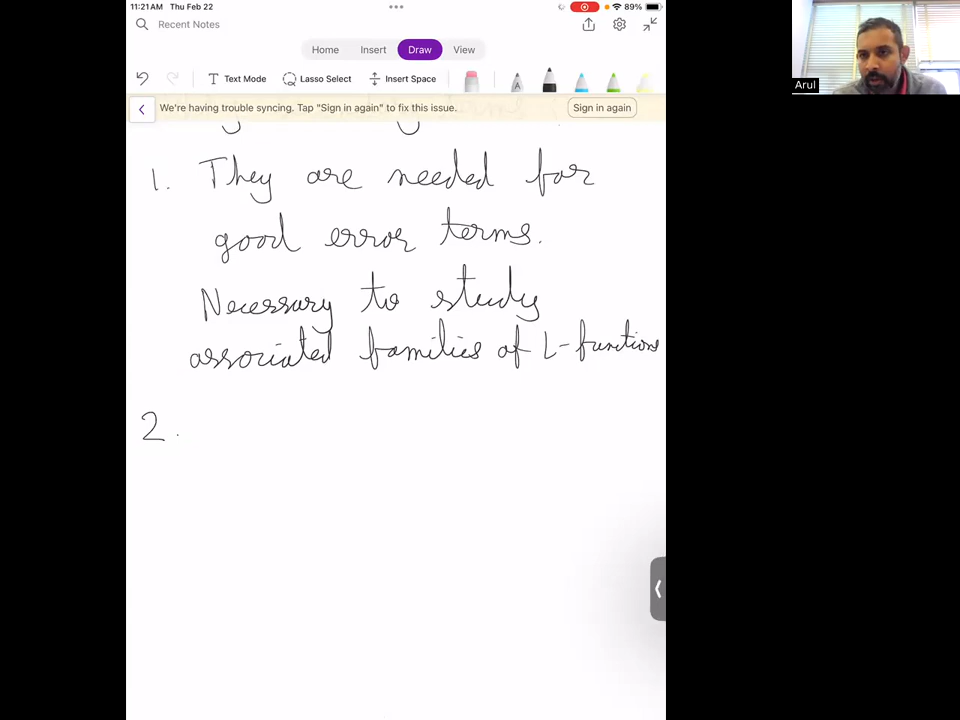 11:21AM Thu Feb 22
89%
Recent Notes
Home Insert Draw View
Text Mode Lasso Select Insert Space
We're having trouble syncing. Tap "Sign in again" to fix this issue. Sign in again
1. They are needed for
good error terms.
Necessary to study
associated families of L-functions
2.
Arul